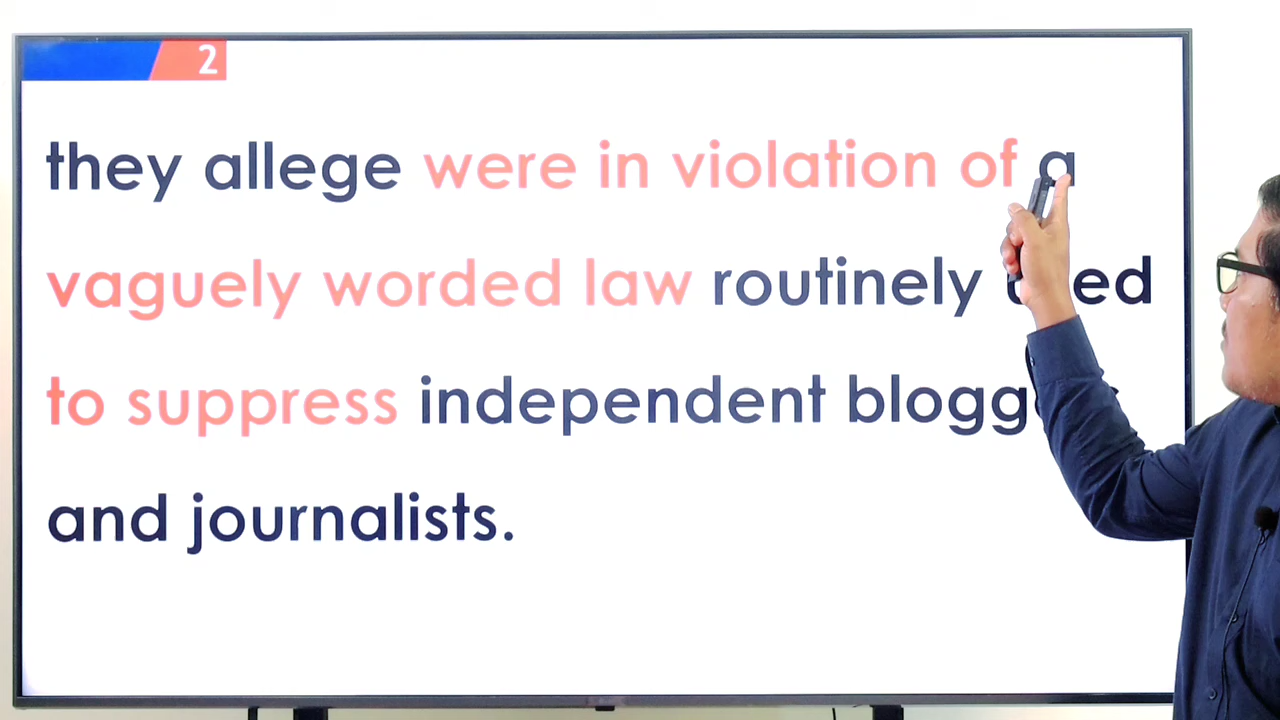 2
they allege were in violation of a
vaguely worded law routinely
to suppress independent
and journalists.